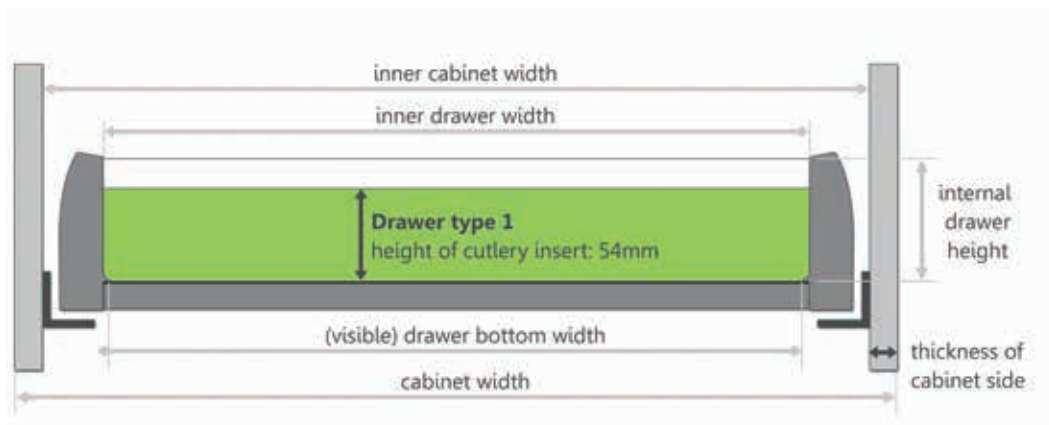 inner cabinet width
inner drawer width
Drawer type 1
height of cutlery insert: 54mm
internal
drawer
height
(visible) drawer bottom width
thickness of
cabinet side
cabinet width